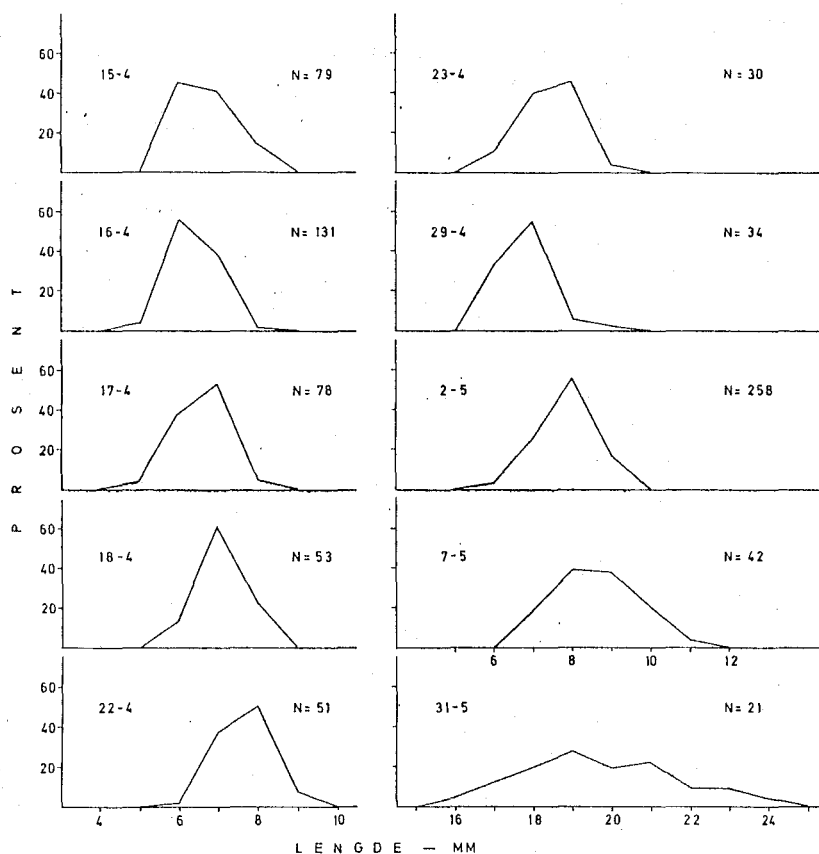 60
40
20
15-4 N= 79
23-4 N= 30
60
40
20
16-4 N= 131
29-4 N= 34
60
40
20
17-4 N= 78
2-5 N= 258
60
40
20
18-4 N= 53
7-5 N= 42
6 8 10 12
60
40
20
22-4 N= 51
31-5 N= 21
4 6 8 10
16 18 20 22 24
PROSENT
LENGDE — MM